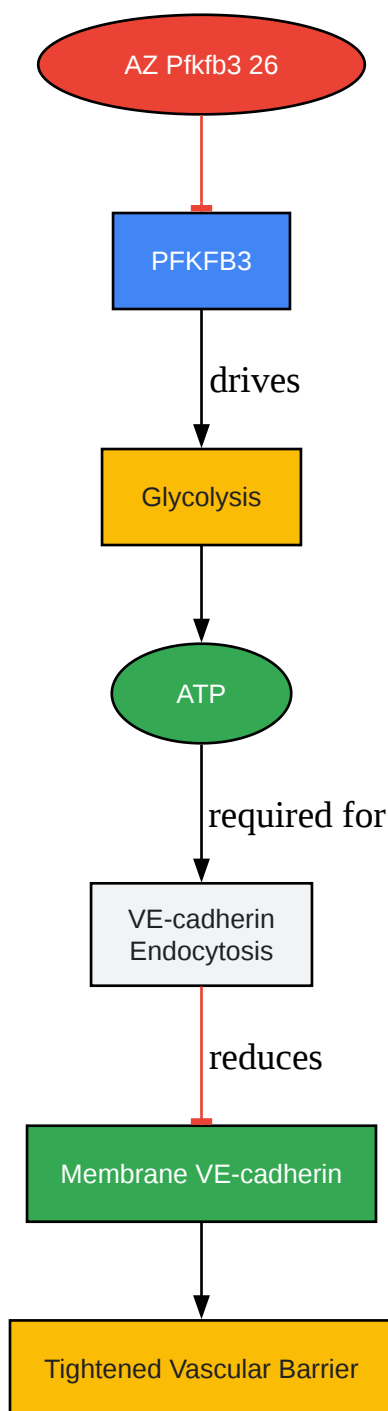 AZ Pfkfb3 26
PFKFB3
drives
Glycolysis
ATP
required for
VE-cadherin
Endocytosis
reduces
Membrane VE-cadherin
Tightened Vascular Barrier